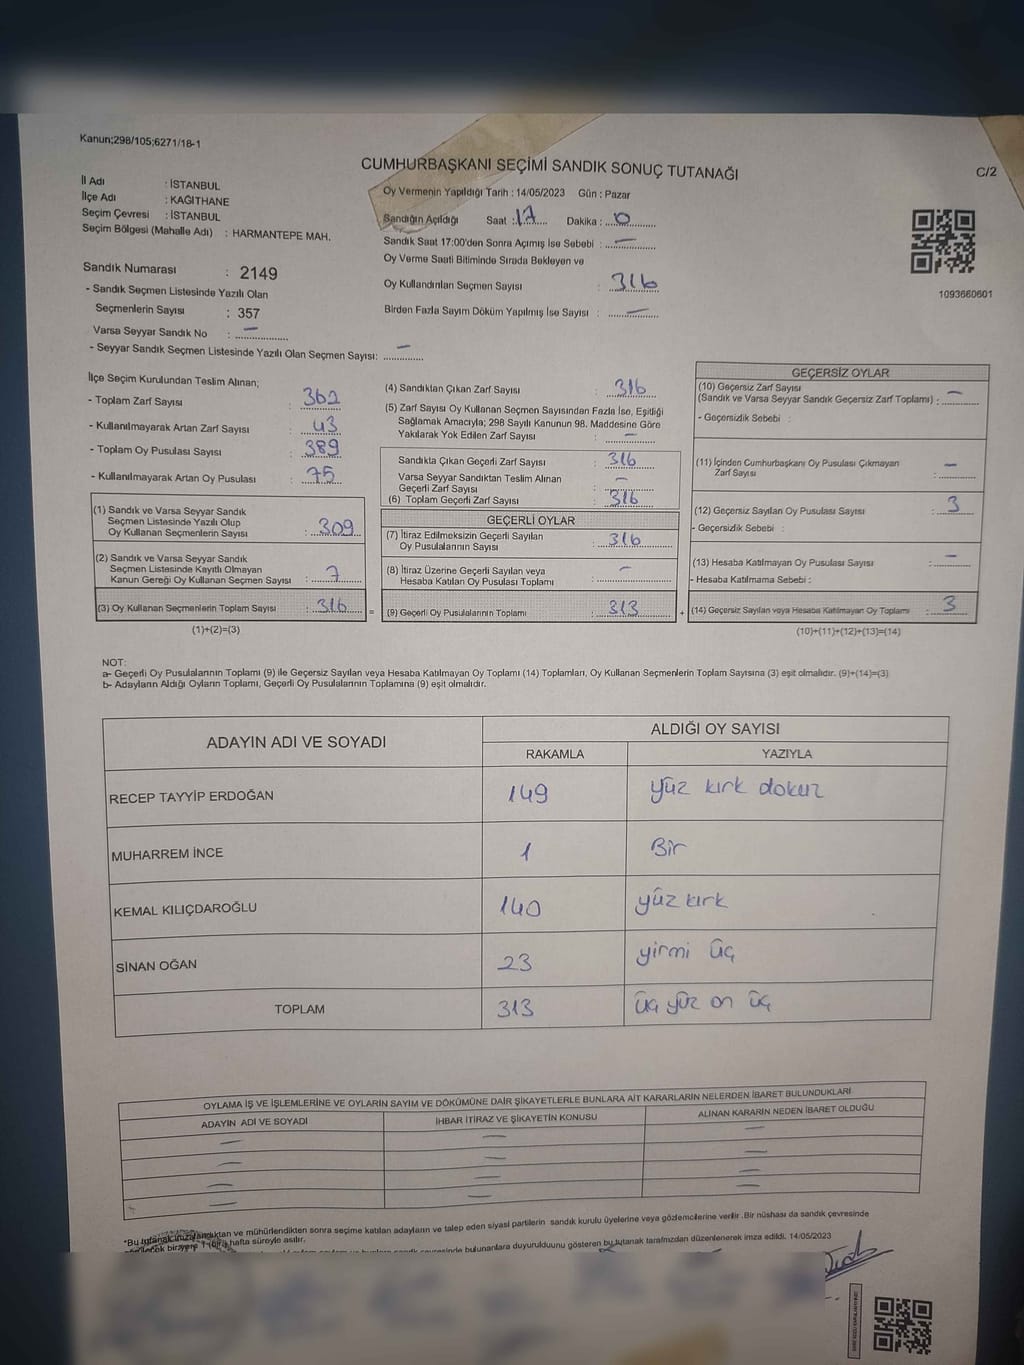 Kanun;298/105;6271/18-1
CUMHURBAŞKANI SEÇİMİ SANDIK SONUÇ TUTANAĞI
C/2
İl Adı : İSTANBUL
İlçe Adı : KAĞITHANE
Seçim Çevresi : İSTANBUL
Seçim Bölgesi (Mahalle Adı) : HARMANTEPE MAH.
Sandık Numarası : 2149
- Sandık Seçmen Listesinde Yazılı Olan
Seçmenlerin Sayısı : 357
Varsa Seyyar Sandık No : —
- Seyyar Sandık Seçmen Listesinde Yazılı Olan Seçmen Sayısı: —
Oy Vermenin Yapıldığı Tarih : 14/05/2023 Gün : Pazar
Sandığın Açıldığı Saat : 17 Dakika : 0
Sandık Saat 17:00'den Sonra Açımış İse Sebebi : —
Oy Verme Saati Bitiminde Sırada Bekleyen ve
Oy Kullandırılan Seçmen Sayısı : 316
Birden Fazla Sayım Döküm Yapılmış İse Sayısı : —
1093660601
İlçe Seçim Kurulundan Teslim Alınan;
- Toplam Zarf Sayısı : 362
- Kullanılmayarak Artan Zarf Sayısı : 43
- Toplam Oy Pusulası Sayısı : 389
- Kullanılmayarak Artan Oy Pusulası : 75
(1) Sandık ve Varsa Seyyar Sandık
Seçmen Listesinde Yazılı Olup
Oy Kullanan Seçmenlerin Sayısı : 309
(2) Sandık ve Varsa Seyyar Sandık
Seçmen Listesinde Kayıtlı Olmayan
Kanun Gereği Oy Kullanan Seçmen Sayısı : 7
(3) Oy Kullanan Seçmenlerin Toplam Sayısı : 316 =
(1)+(2)=(3)
(4) Sandıktan Çıkan Zarf Sayısı : 316
(5) Zarf Sayısı Oy Kullanan Seçmen Sayısından Fazla İse, Eşitliği
Sağlamak Amacıyla; 298 Sayılı Kanunun 98. Maddesine Göre
Yakılarak Yok Edilen Zarf Sayısı : —
Sandıkta Çıkan Geçerli Zarf Sayısı : 316
Varsa Seyyar Sandıktan Teslim Alınan
Geçerli Zarf Sayısı : —
(6) Toplam Geçerli Zarf Sayısı : 316
GEÇERLİ OYLAR
(7) İtiraz Edilmeksizin Geçerli Sayılan
Oy Pusulalarının Sayısı : 316
(8) İtiraz Üzerine Geçerli Sayılan veya
Hesaba Katılan Oy Pusulası Toplamı : —
(9) Geçerli Oy Pusulalarının Toplamı : 313 +
GEÇERSİZ OYLAR
(10) Geçersiz Zarf Sayısı
(Sandık ve Varsa Seyyar Sandık Geçersiz Zarf Toplamı) : —
- Geçersizlik Sebebi :
(11) İçinden Cumhurbaşkanı Oy Pusulası Çıkmayan
Zarf Sayısı : —
(12) Geçersiz Sayılan Oy Pusulası Sayısı : 3
- Geçersizlik Sebebi :
(13) Hesaba Katılmayan Oy Pusulası Sayısı : —
- Hesaba Katılmama Sebebi :
(14) Geçersiz Sayılan veya Hesaba Katılmayan Oy Toplamı : 3
(10)+(11)+(12)+(13)=(14)
NOT:
a- Geçerli Oy Pusulalarının Toplamı (9) ile Geçersiz Sayılan veya Hesaba Katılmayan Oy Toplamı (14) Toplamları, Oy Kullanan Seçmenlerin Toplam Sayısına (3) eşit olmalıdır. (9)+(14)=(3)
b- Adayların Aldığı Oyların Toplamı, Geçerli Oy Pusulalarının Toplamına (9) eşit olmalıdır.
ADAYIN ADI VE SOYADI ALDIĞI OY SAYISI
RAKAMLA YAZIYLA
RECEP TAYYİP ERDOĞAN 149 yüz kırk dokuz
MUHARREM İNCE 1 Bir
KEMAL KILIÇDAROĞLU 140 yüz kırk
SİNAN OĞAN 23 yirmi üç
TOPLAM 313 üç yüz on üç
OYLAMA İŞ VE İŞLEMLERİNE VE OYLARIN SAYIM VE DÖKÜMÜNE DAİR ŞİKAYETLERLE BUNLARA AİT KARARLARIN NELERDEN İBARET BULUNDUKLARI
ADAYIN ADI VE SOYADI İHBAR İTİRAZ VE ŞİKAYETİN KONUSU ALINAN KARARIN NEDEN İBARET OLDUĞU
— — —
— — —
— — —
— — —
*Bu tutanak imzalandıktan ve mühürlendikten sonra seçime katılan adayların ve talep eden siyasi partilerin sandık kurulu üyelerine veya gözlemcilerine verilir .Bir nüshası da sandık çevresinde
bir yere 1 (bir) hafta süreyle asılır.
bulunanlara duyurulduunu gösteren bu tutanak tarafımızdan düzenlenerek imza edildi. 14/05/2023